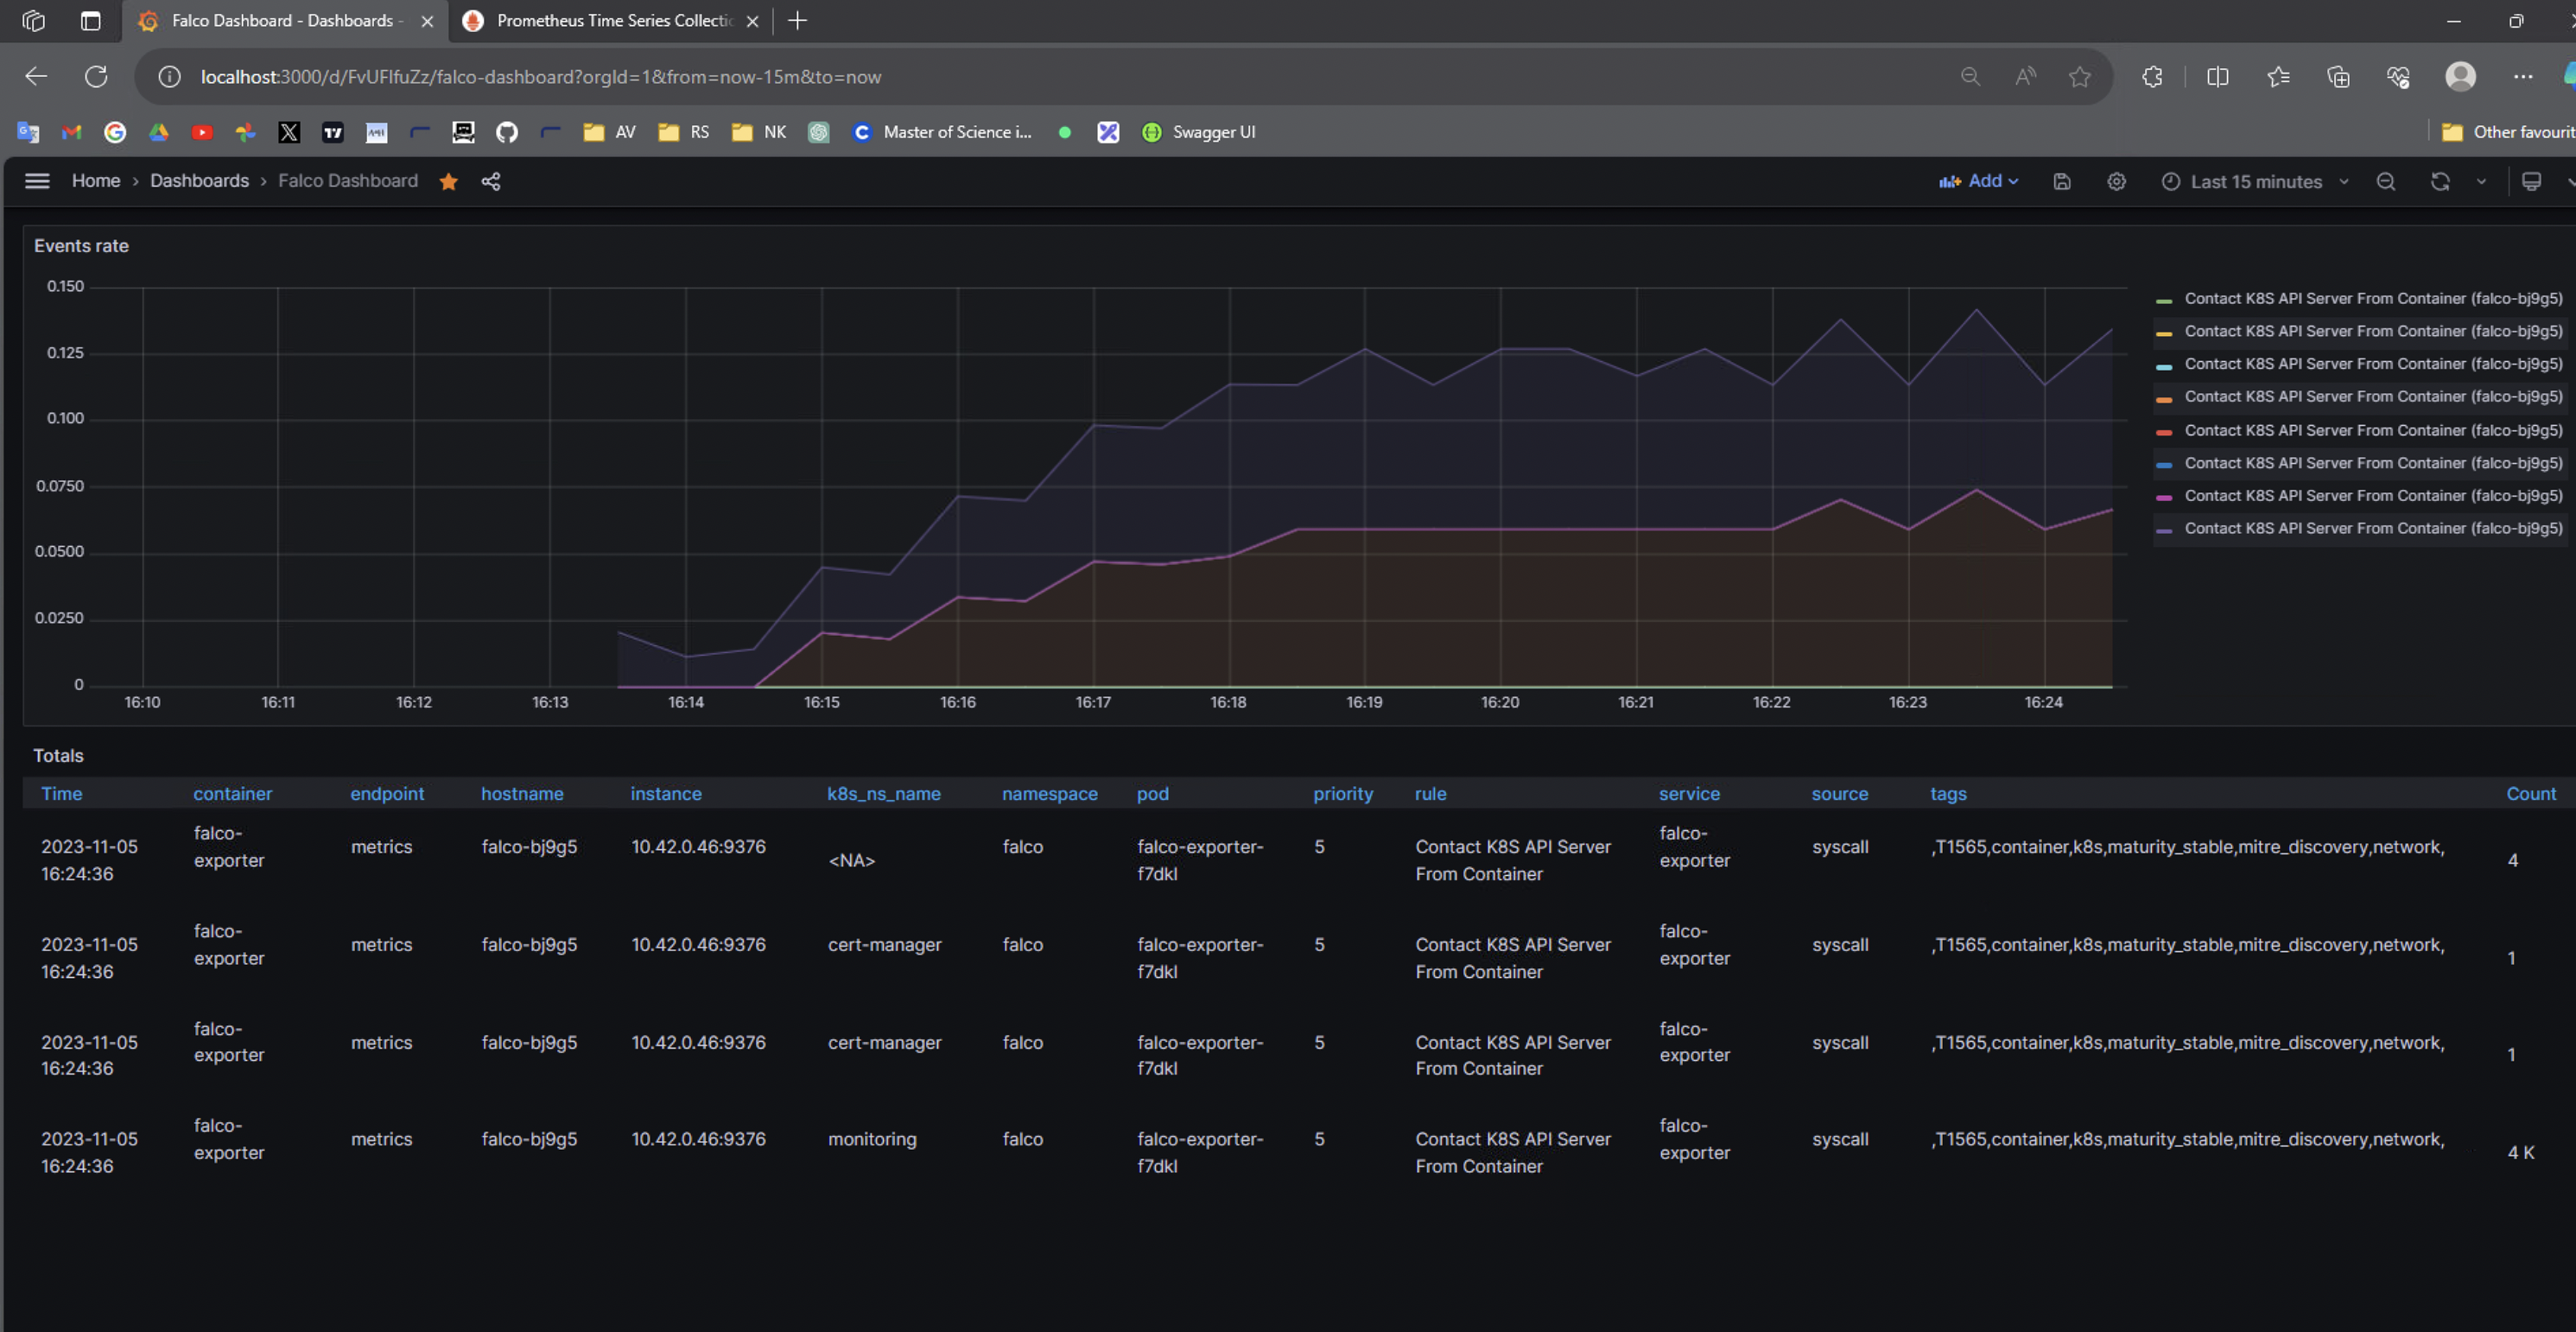 Falco Dashboard - Dashboards -
Prometheus Time Series Collectic
localhost:3000/d/FvUFlfuZz/falco-dashboard?orgId=1&from=now-15m&to=now
AV
RS
NK
Master of Science i...
Swagger UI
Other favourit
Home › Dashboards › Falco Dashboard
Add
Last 15 minutes
Events rate
0.150
0.125
0.100
0.0750
0.0500
0.0250
0
16:10 16:11 16:12 16:13 16:14 16:15 16:16 16:17 16:18 16:19 16:20 16:21 16:22 16:23 16:24
Contact K8S API Server From Container (falco-bj9g5)
Contact K8S API Server From Container (falco-bj9g5)
Contact K8S API Server From Container (falco-bj9g5)
Contact K8S API Server From Container (falco-bj9g5)
Contact K8S API Server From Container (falco-bj9g5)
Contact K8S API Server From Container (falco-bj9g5)
Contact K8S API Server From Container (falco-bj9g5)
Contact K8S API Server From Container (falco-bj9g5)
Totals
Time container endpoint hostname instance k8s_ns_name namespace pod priority rule service source tags Count
2023-11-05 falco- metrics falco-bj9g5 10.42.0.46:9376 <NA> falco falco-exporter- 5 Contact K8S API Server falco- syscall ,T1565,container,k8s,maturity_stable,mitre_discovery,network, 4
16:24:36 exporter f7dkl From Container exporter
2023-11-05 falco- metrics falco-bj9g5 10.42.0.46:9376 cert-manager falco falco-exporter- 5 Contact K8S API Server falco- syscall ,T1565,container,k8s,maturity_stable,mitre_discovery,network, 1
16:24:36 exporter f7dkl From Container exporter
2023-11-05 falco- metrics falco-bj9g5 10.42.0.46:9376 cert-manager falco falco-exporter- 5 Contact K8S API Server falco- syscall ,T1565,container,k8s,maturity_stable,mitre_discovery,network, 1
16:24:36 exporter f7dkl From Container exporter
2023-11-05 falco- metrics falco-bj9g5 10.42.0.46:9376 monitoring falco falco-exporter- 5 Contact K8S API Server falco- syscall ,T1565,container,k8s,maturity_stable,mitre_discovery,network, 4 K
16:24:36 exporter f7dkl From Container exporter